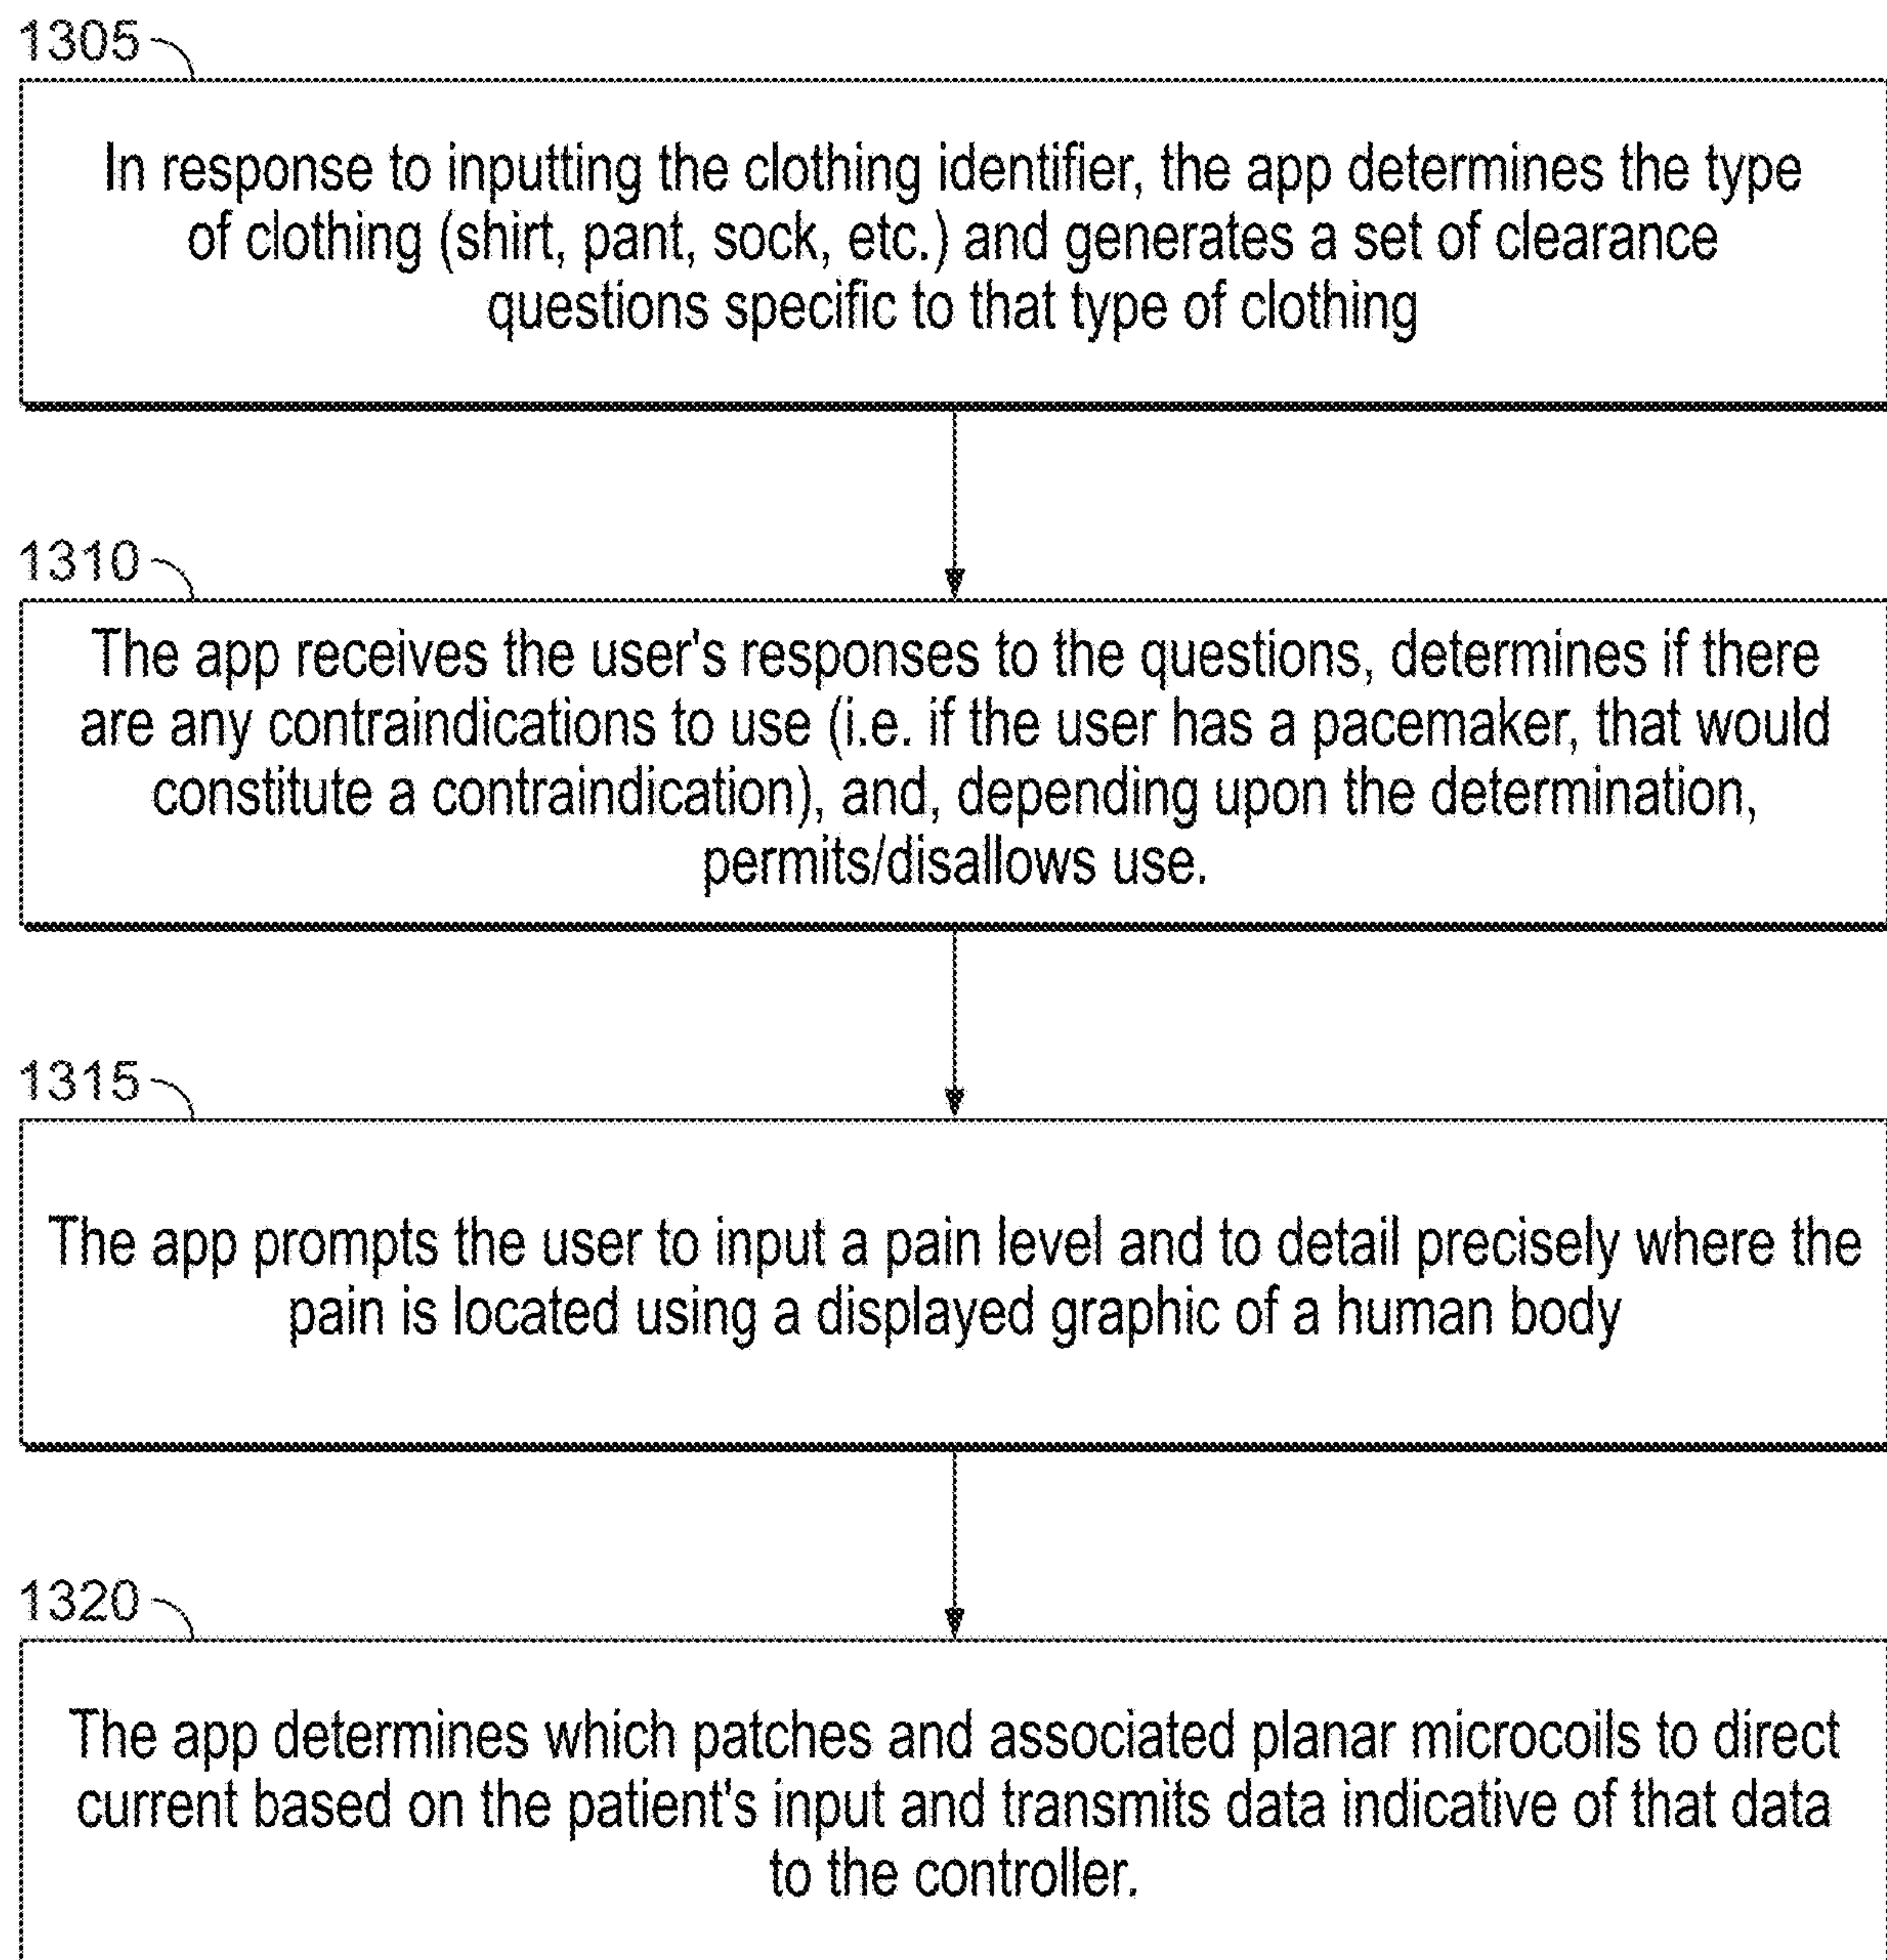 1305
In response to inputting the clothing identifier, the app determines the type
of clothing (shirt, pant, sock, etc.) and generates a set of clearance
questions specific to that type of clothing
1310
The app receives the user's responses to the questions, determines if there
are any contraindications to use (i.e. if the user has a pacemaker, that would
constitute a contraindication), and, depending upon the determination,
permits/disallows use.
1315
The app prompts the user to input a pain level and to detail precisely where the
pain is located using a displayed graphic of a human body
1320
The app determines which patches and associated planar microcoils to direct
current based on the patient's input and transmits data indicative of that data
to the controller.